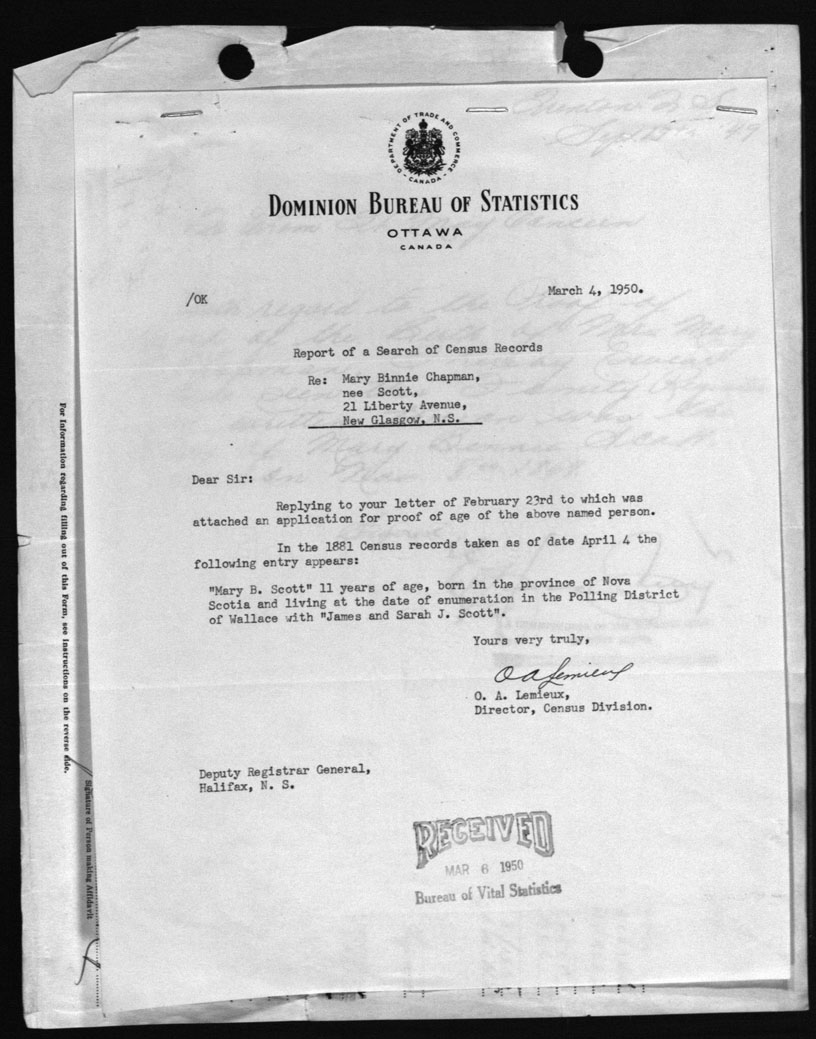 DEPARTMENT OF TRADE AND COMMERCE
CANADA
DOMINION BUREAU OF STATISTICS
OTTAWA
CANADA
/OK
March 4, 1950.
Report of a Search of Census Records
Re: Mary Binnie Chapman,
nee Scott,
21 Liberty Avenue,
New Glasgow, N.S.
Dear Sir:
Replying to your letter of February 23rd to which was
attached an application for proof of age of the above named person.
In the 1881 Census records taken as of date April 4 the
following entry appears:
"Mary B. Scott" 11 years of age, born in the province of Nova
Scotia and living at the date of enumeration in the Polling District
of Wallace with "James and Sarah J. Scott".
Yours very truly,
O A Lemieux
O. A. Lemieux,
Director, Census Division.
Deputy Registrar General,
Halifax, N. S.
RECEIVED
MAR 6 1950
Bureau of Vital Statistics
For Information regarding filling out of this Form, see Instructions on the reverse side.
Signature of Person making Affidavit